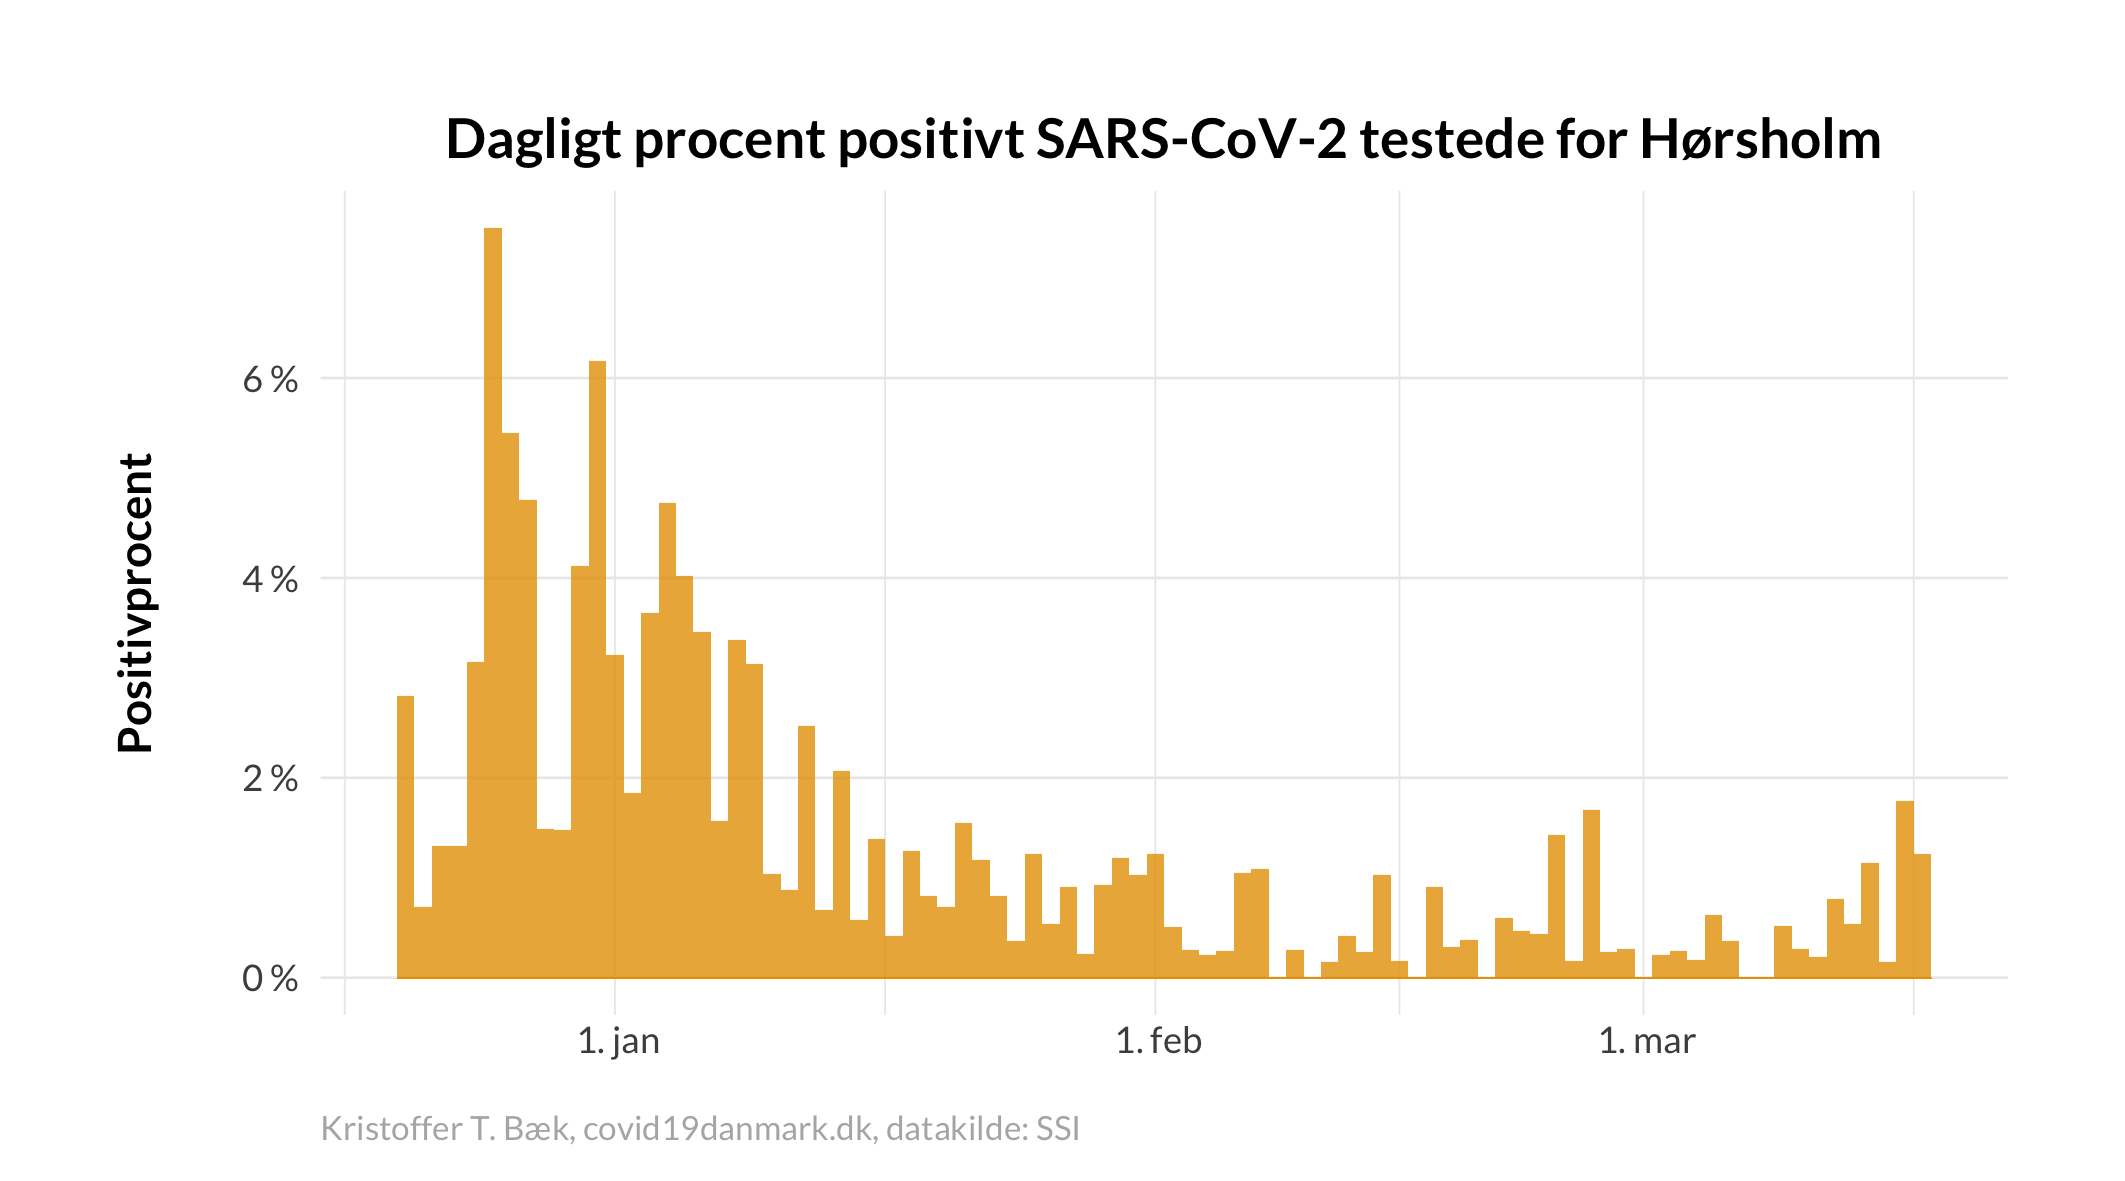 Dagligt procent positivt SARS-CoV-2 testede for Hørsholm
Positivprocent
6 %
4 %
2 %
0 %
1. jan
1. feb
1. mar
Kristoffer T. Bæk, covid19danmark.dk, datakilde: SSI